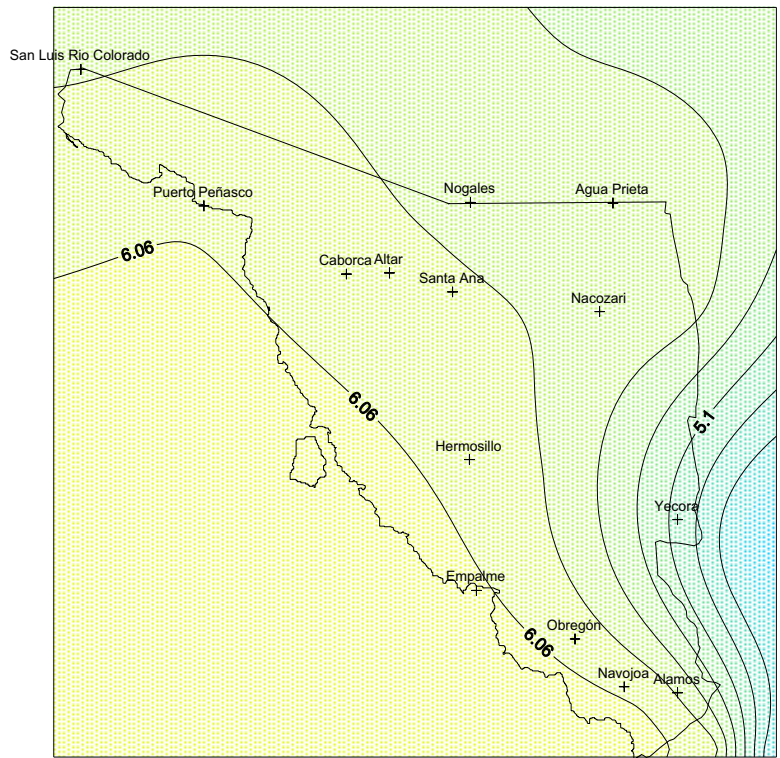 San Luis Rio Colorado
Nogales
Agua Prieta
Puerto Peñasco
6.06
Caborca
Altar
Santa Ana
Nacozari
6.06
5.1
Hermosillo
Yecora
Empalme
Obregón
6.06
Navojoa
Alamos